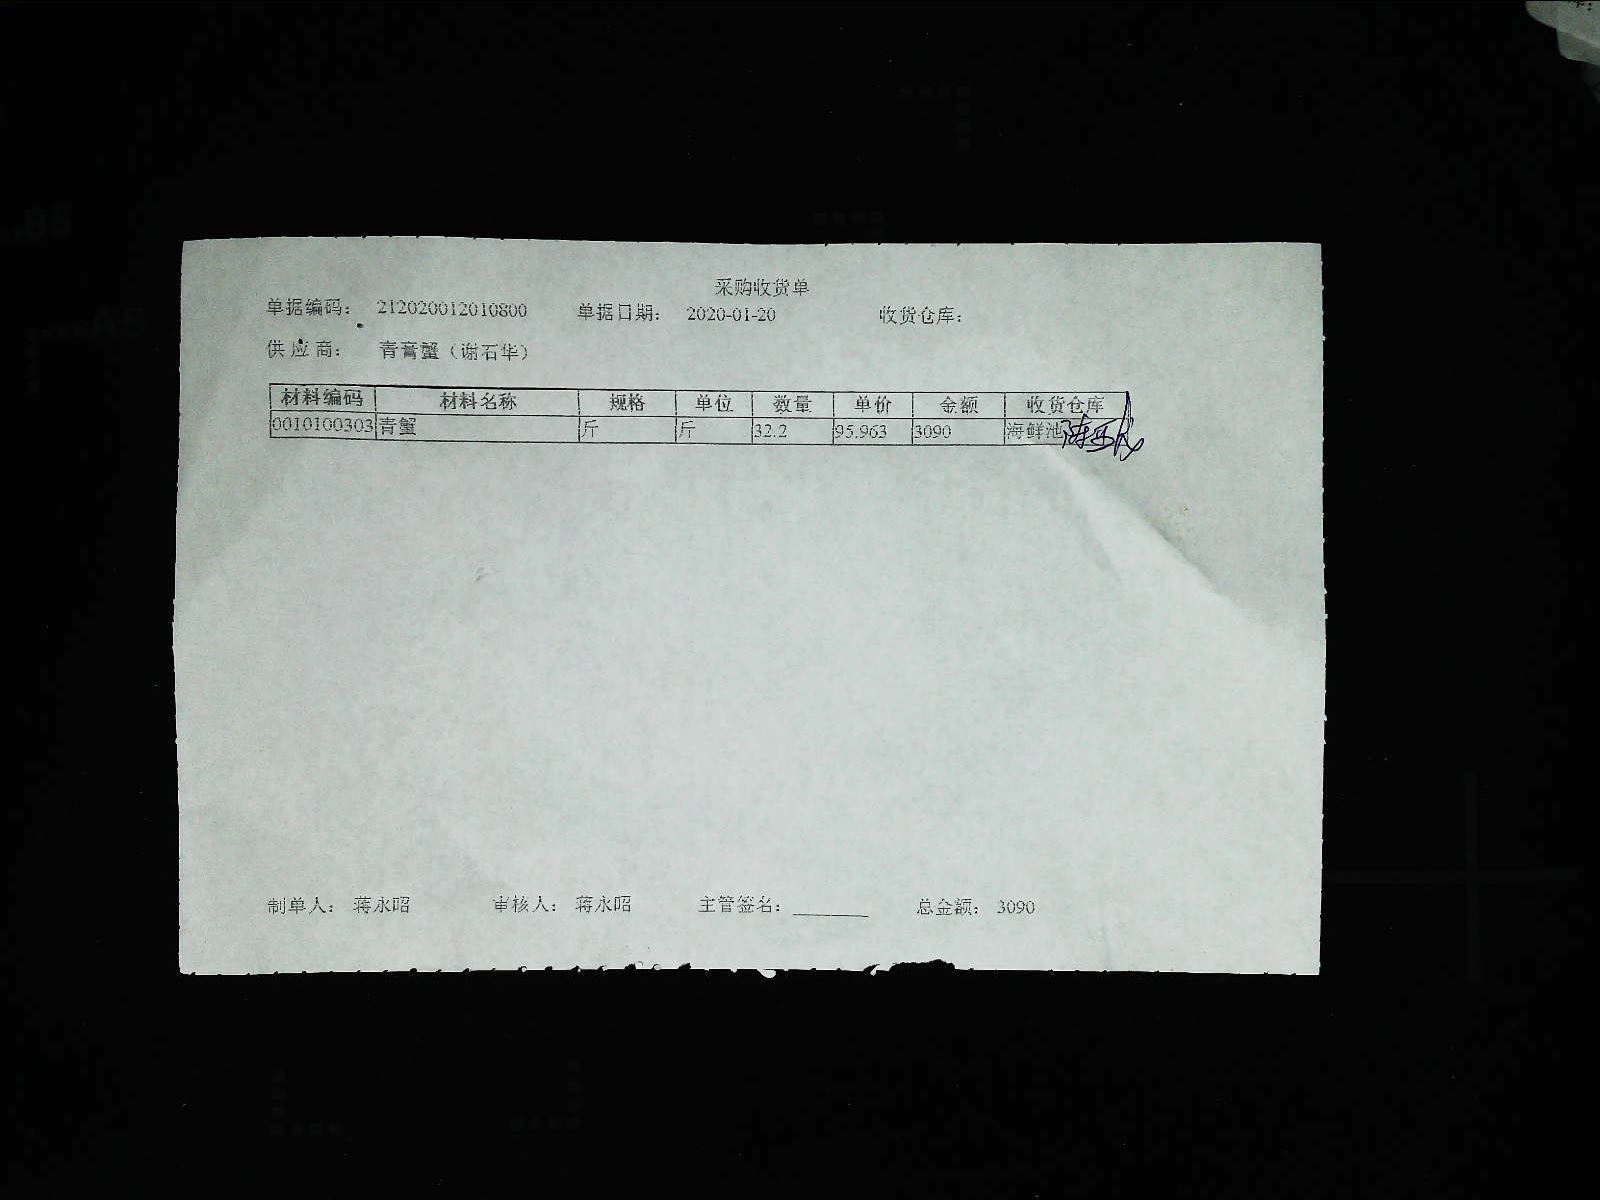 采购收货单
单据编码： 212020012010800 单据日期： 2020-01-20 收货仓库：
供应商： 青膏蟹（谢石华）
材料编码 材料名称 规格 单位 数量 单价 金额 收货仓库
0010100303 青蟹 斤 斤 32.2 95.963 3090 海鲜池
制单人： 蒋永昭 审核人： 蒋永昭 主管签名： 总金额： 3090